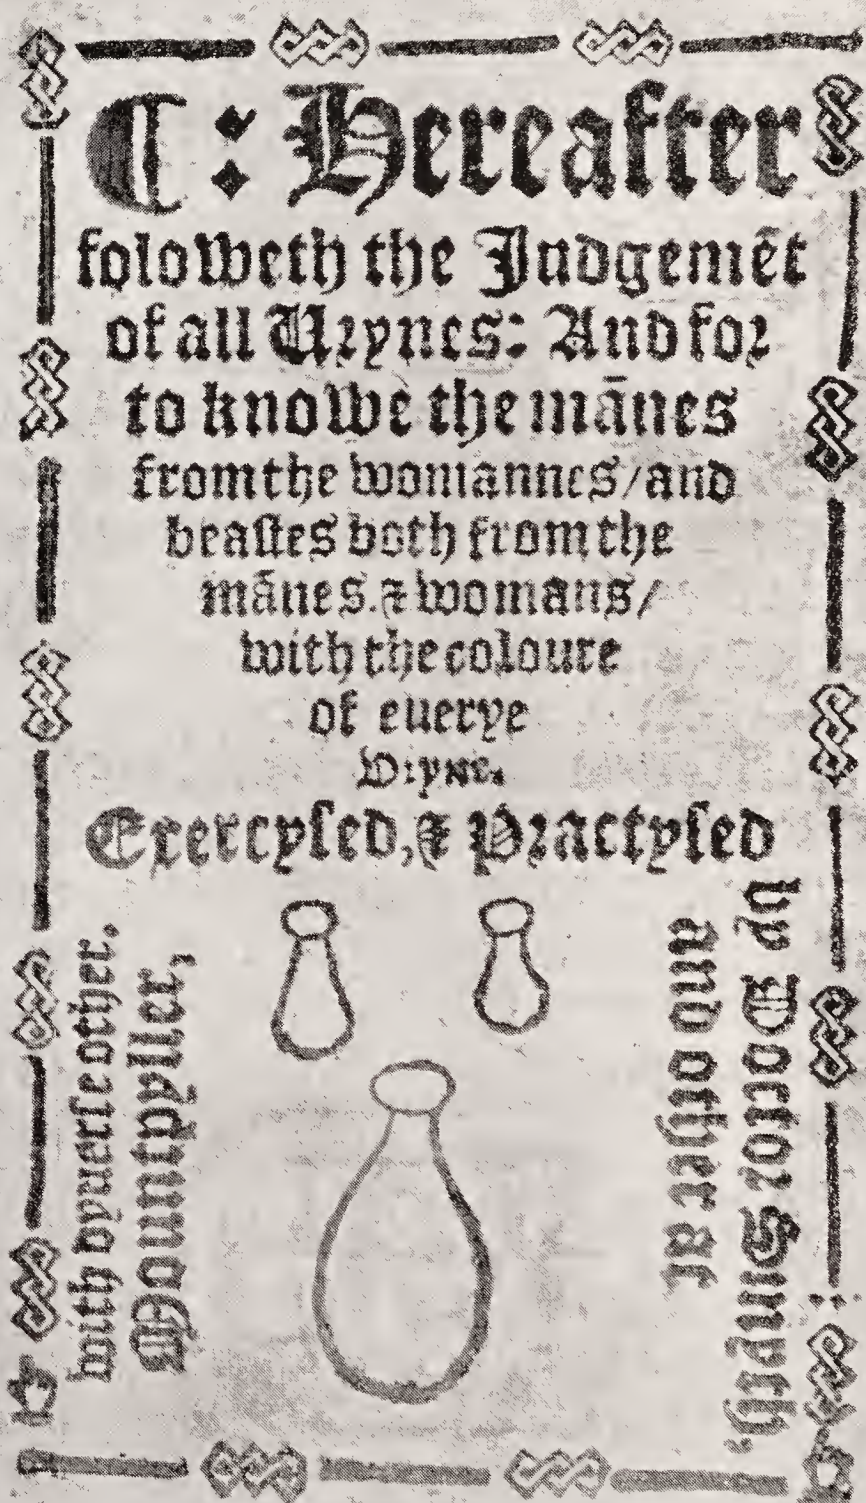 ¶: Hereafter
foloweth the Judgemēt
of all Urynes: And for
to knowe the mānes
from the womannes/and
beastes both from the
mānes. & womans/
with the coloure
of euerye
Uryne.
Exercysed, & Practysed
by Doctor Smyth,
and other at
Mountpyller,
with dyuerse other.